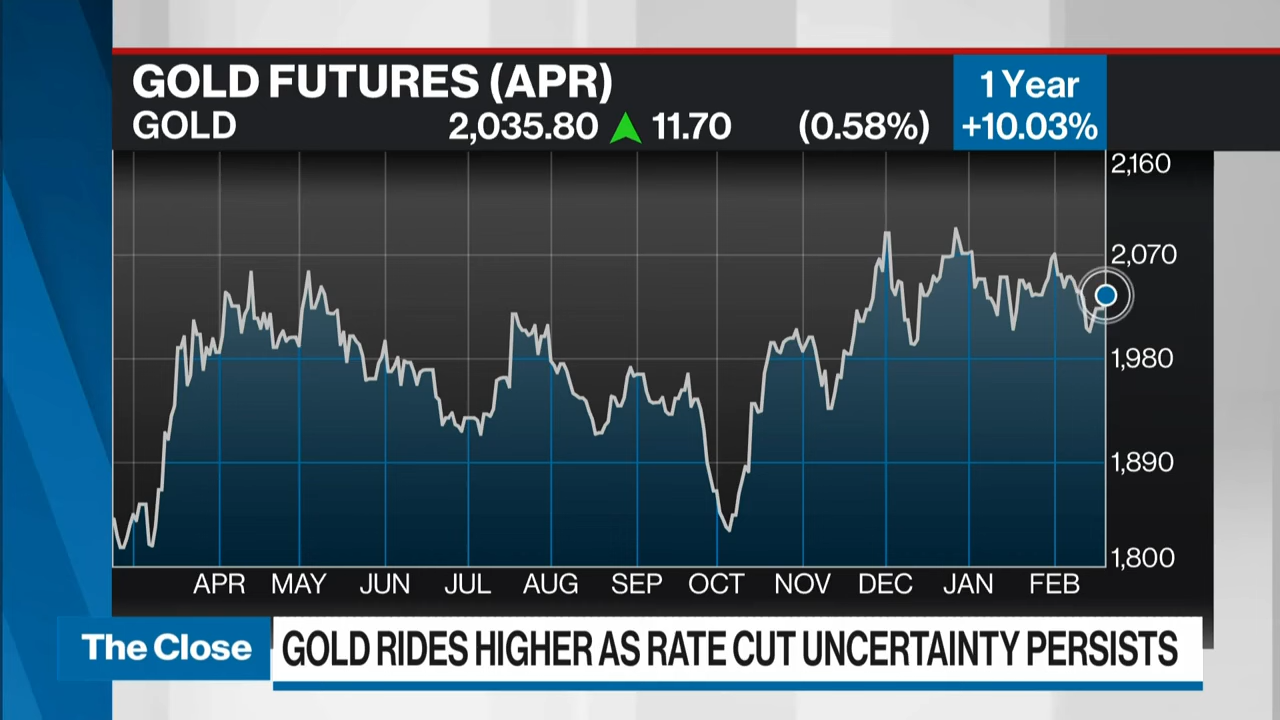 GOLD FUTURES (APR)
1 Year
GOLD 2,035.80 11.70 (0.58%) +10.03%
2,160
2,070
1,980
1,890
1,800
APR MAY JUN JUL AUG SEP OCT NOV DEC JAN FEB
The Close GOLD RIDES HIGHER AS RATE CUT UNCERTAINTY PERSISTS